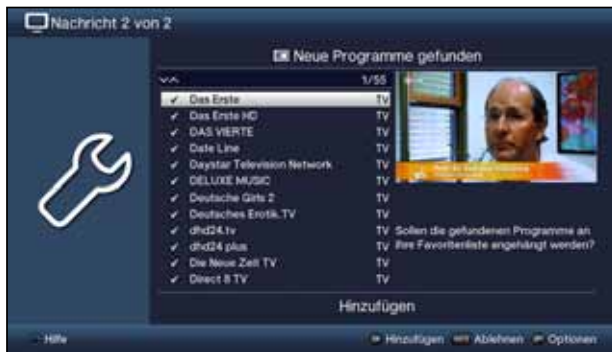 Nachricht 2 von 2
Neue Programme gefunden
1/55
✔ Das Erste TV
✔ Das Erste HD TV
✔ DAS VIERTE TV
✔ Date Line TV
✔ Daystar Television Network TV
✔ DELUXE MUSIC TV
✔ Deutsche Girls 2 TV
✔ Deutsches Erotik.TV TV
✔ dhd24.tv TV
✔ dhd24 plus TV
✔ Die Neue Zeit TV TV
✔ Direct 8 TV TV
Sollen die gefundenen Programme an
Ihre Favoritenliste angehängt werden?
Hinzufügen
Hilfe
Hinzufügen Ablehnen Optionen